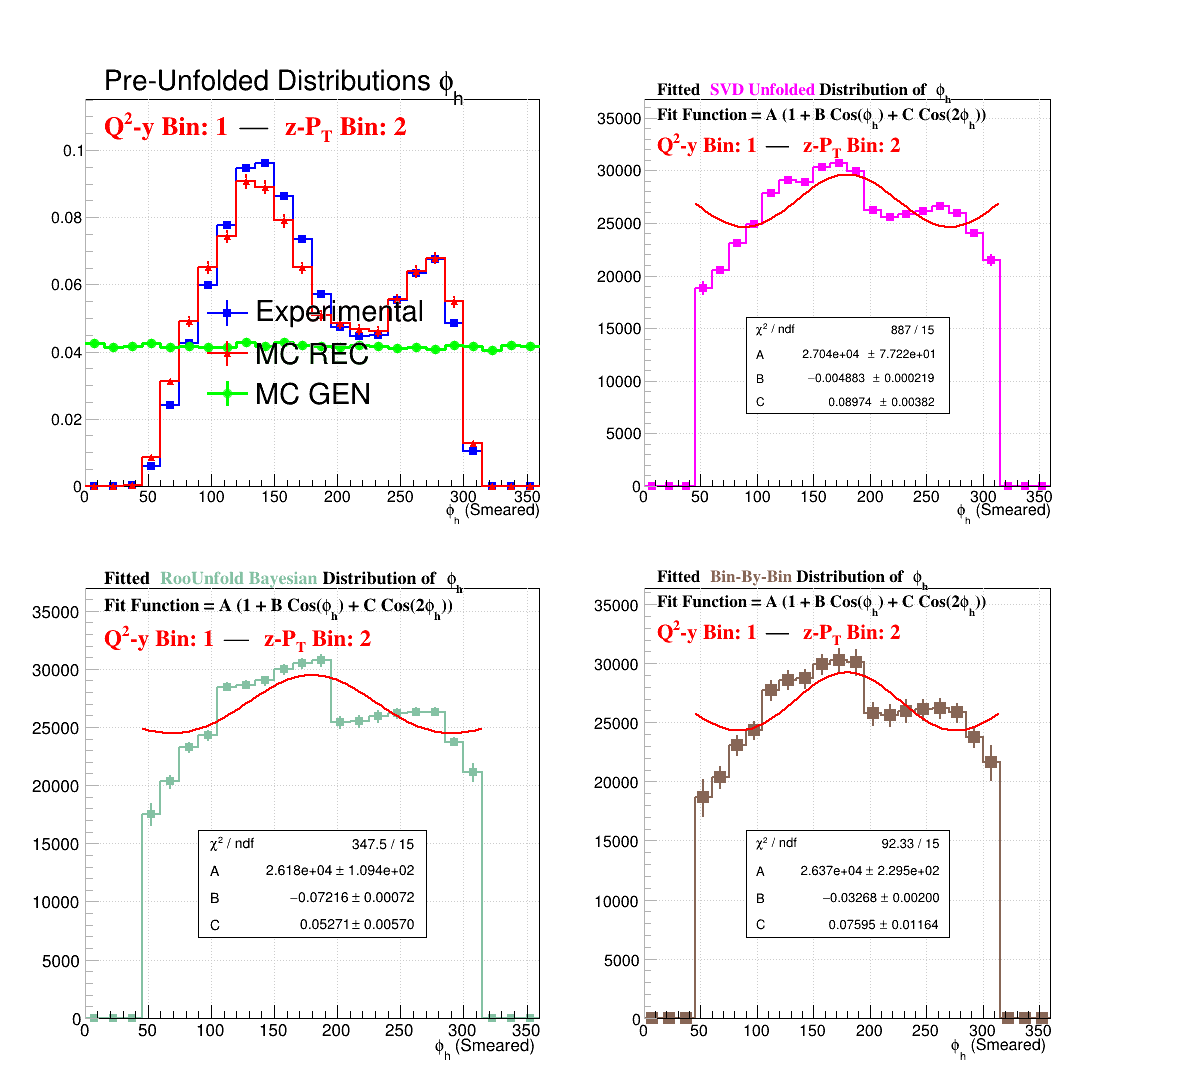 Pre-Unfolded Distributions ϕh
Q²-y Bin: 1 — z-PT Bin: 2
0.1
0.08
0.06
0.04
0.02
0
Experimental
MC REC
MC GEN
0 50 100 150 200 250 300 350
ϕh (Smeared)
Fitted SVD Unfolded Distribution of ϕh
Fit Function = A (1 + B Cos(ϕh) + C Cos(2ϕh))
Q²-y Bin: 1 — z-PT Bin: 2
35000
30000
25000
20000
15000
10000
5000
0
χ² / ndf 887 / 15
A 2.704e+04 ± 7.722e+01
B −0.004883 ± 0.000219
C 0.08974 ± 0.00382
0 50 100 150 200 250 300 350
ϕh (Smeared)
Fitted RooUnfold Bayesian Distribution of ϕh
Fit Function = A (1 + B Cos(ϕh) + C Cos(2ϕh))
Q²-y Bin: 1 — z-PT Bin: 2
35000
30000
25000
20000
15000
10000
5000
0
χ² / ndf 347.5 / 15
A 2.618e+04 ± 1.094e+02
B −0.07216 ± 0.00072
C 0.05271 ± 0.00570
0 50 100 150 200 250 300 350
ϕh (Smeared)
Fitted Bin-By-Bin Distribution of ϕh
Fit Function = A (1 + B Cos(ϕh) + C Cos(2ϕh))
Q²-y Bin: 1 — z-PT Bin: 2
35000
30000
25000
20000
15000
10000
5000
0
χ² / ndf 92.33 / 15
A 2.637e+04 ± 2.295e+02
B −0.03268 ± 0.00200
C 0.07595 ± 0.01164
0 50 100 150 200 250 300 350
ϕh (Smeared)